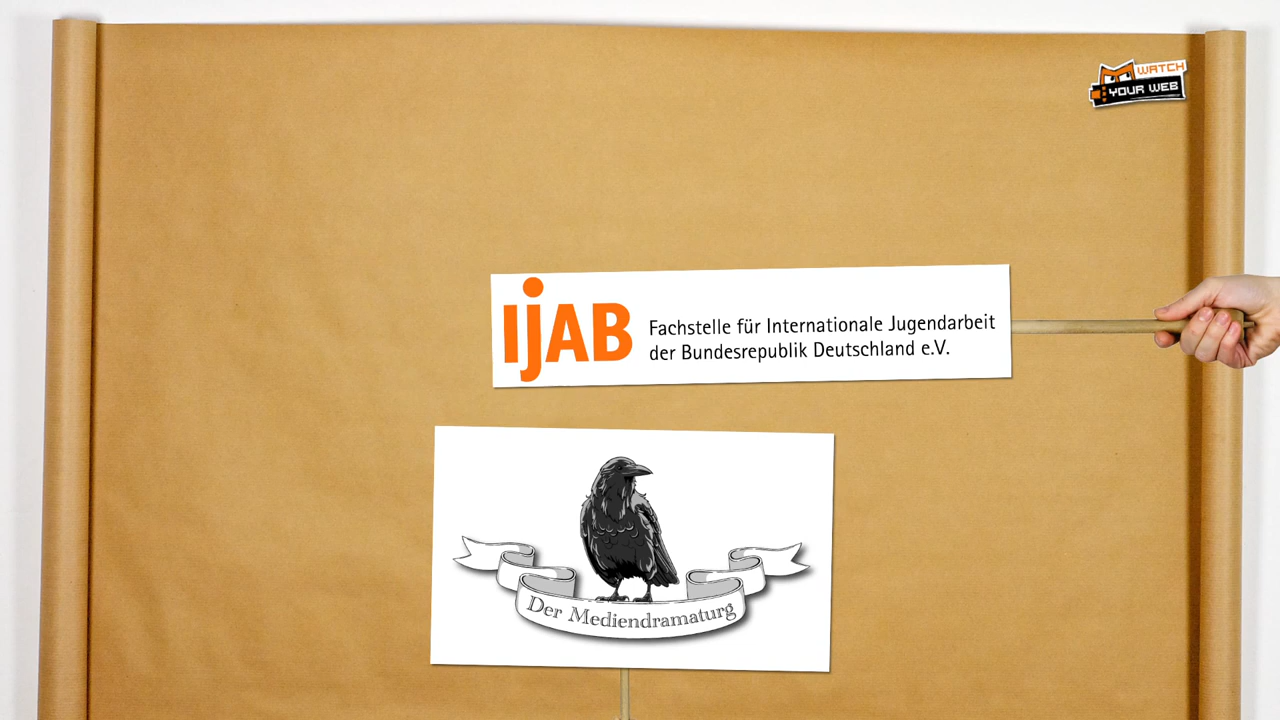 WATCH
YOUR WEB
IjAB
Fachstelle für Internationale Jugendarbeit
der Bundesrepublik Deutschland e.V.
Der Mediendramaturg